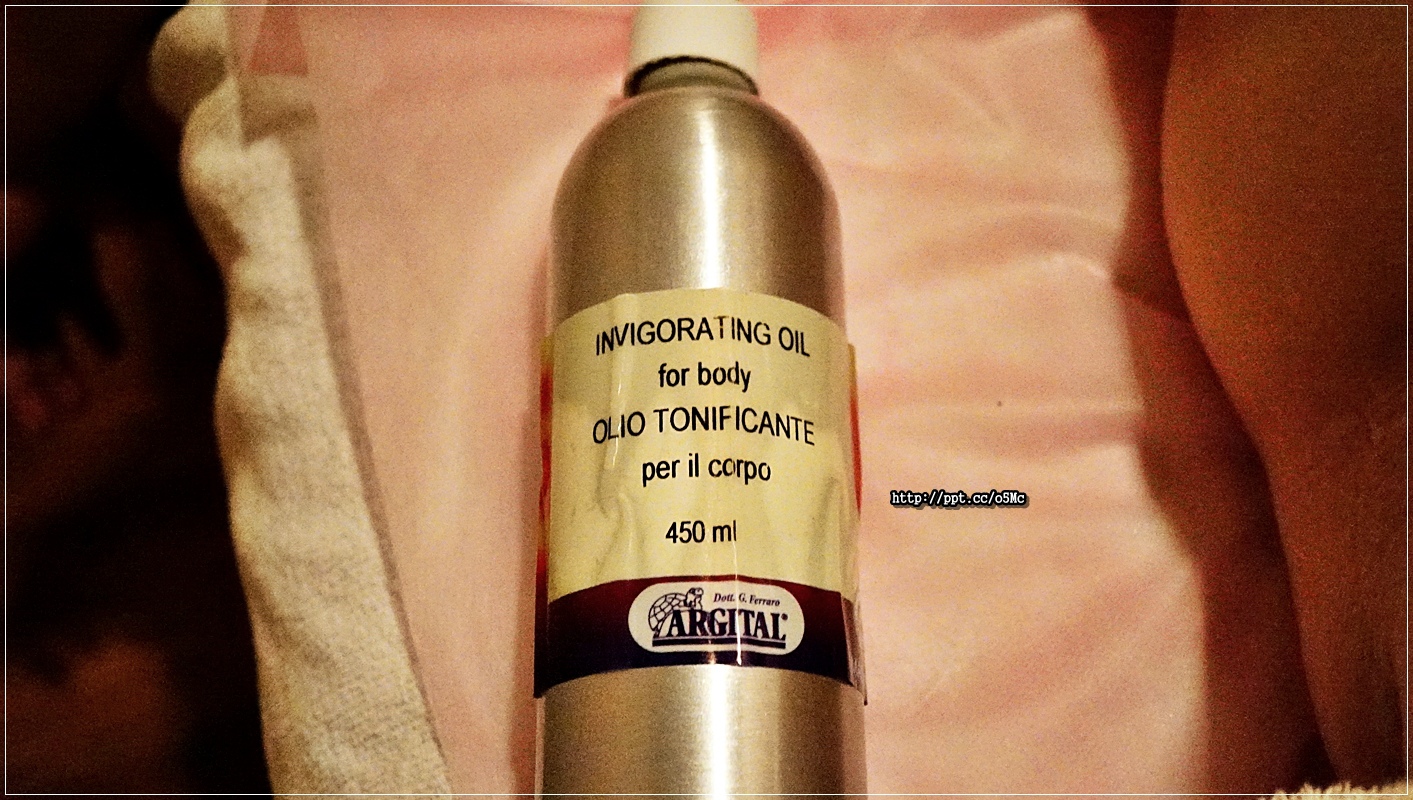 INVIGORATING OIL
for body
OLIO TONIFICANTE
per il corpo
450 ml
Dott. G. Ferraro
ARGITAL®
http://ppt.cc/o5Mc